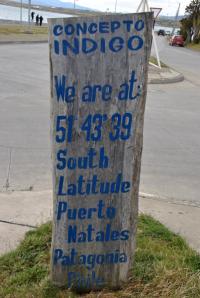 CONCEPTO
INDIGO
We are at:
51°43'39
South
Latitude
Puerto
Natales
Patagonia
Chile